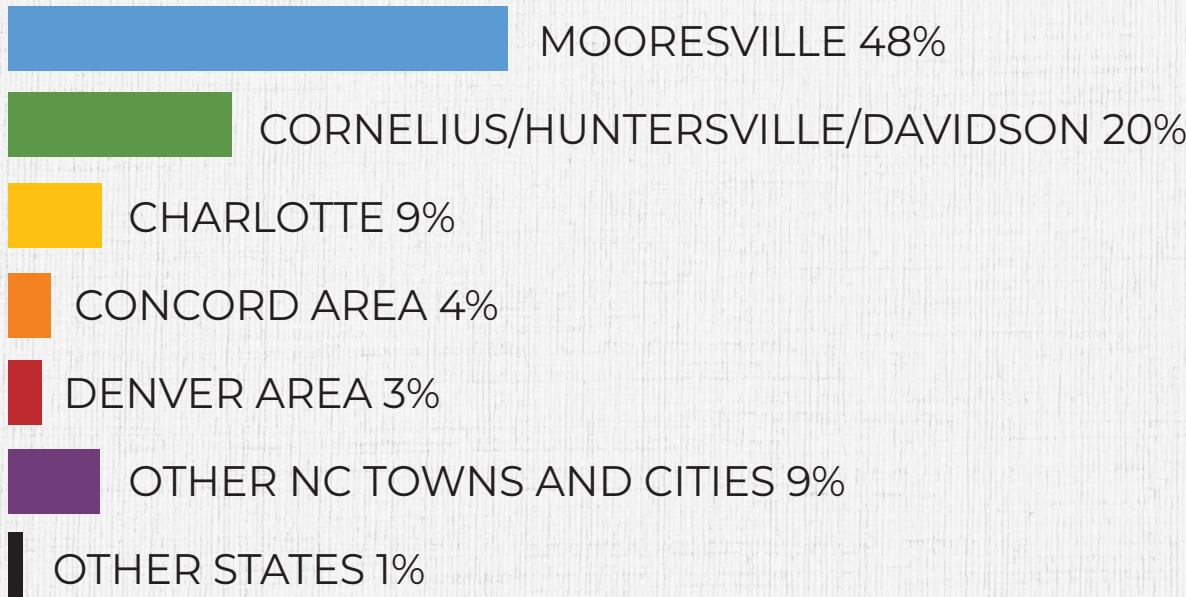 MOORESVILLE 48%
CORNELIUS/HUNTERSVILLE/DAVIDSON 20%
CHARLOTTE 9%
CONCORD AREA 4%
DENVER AREA 3%
OTHER NC TOWNS AND CITIES 9%
OTHER STATES 1%